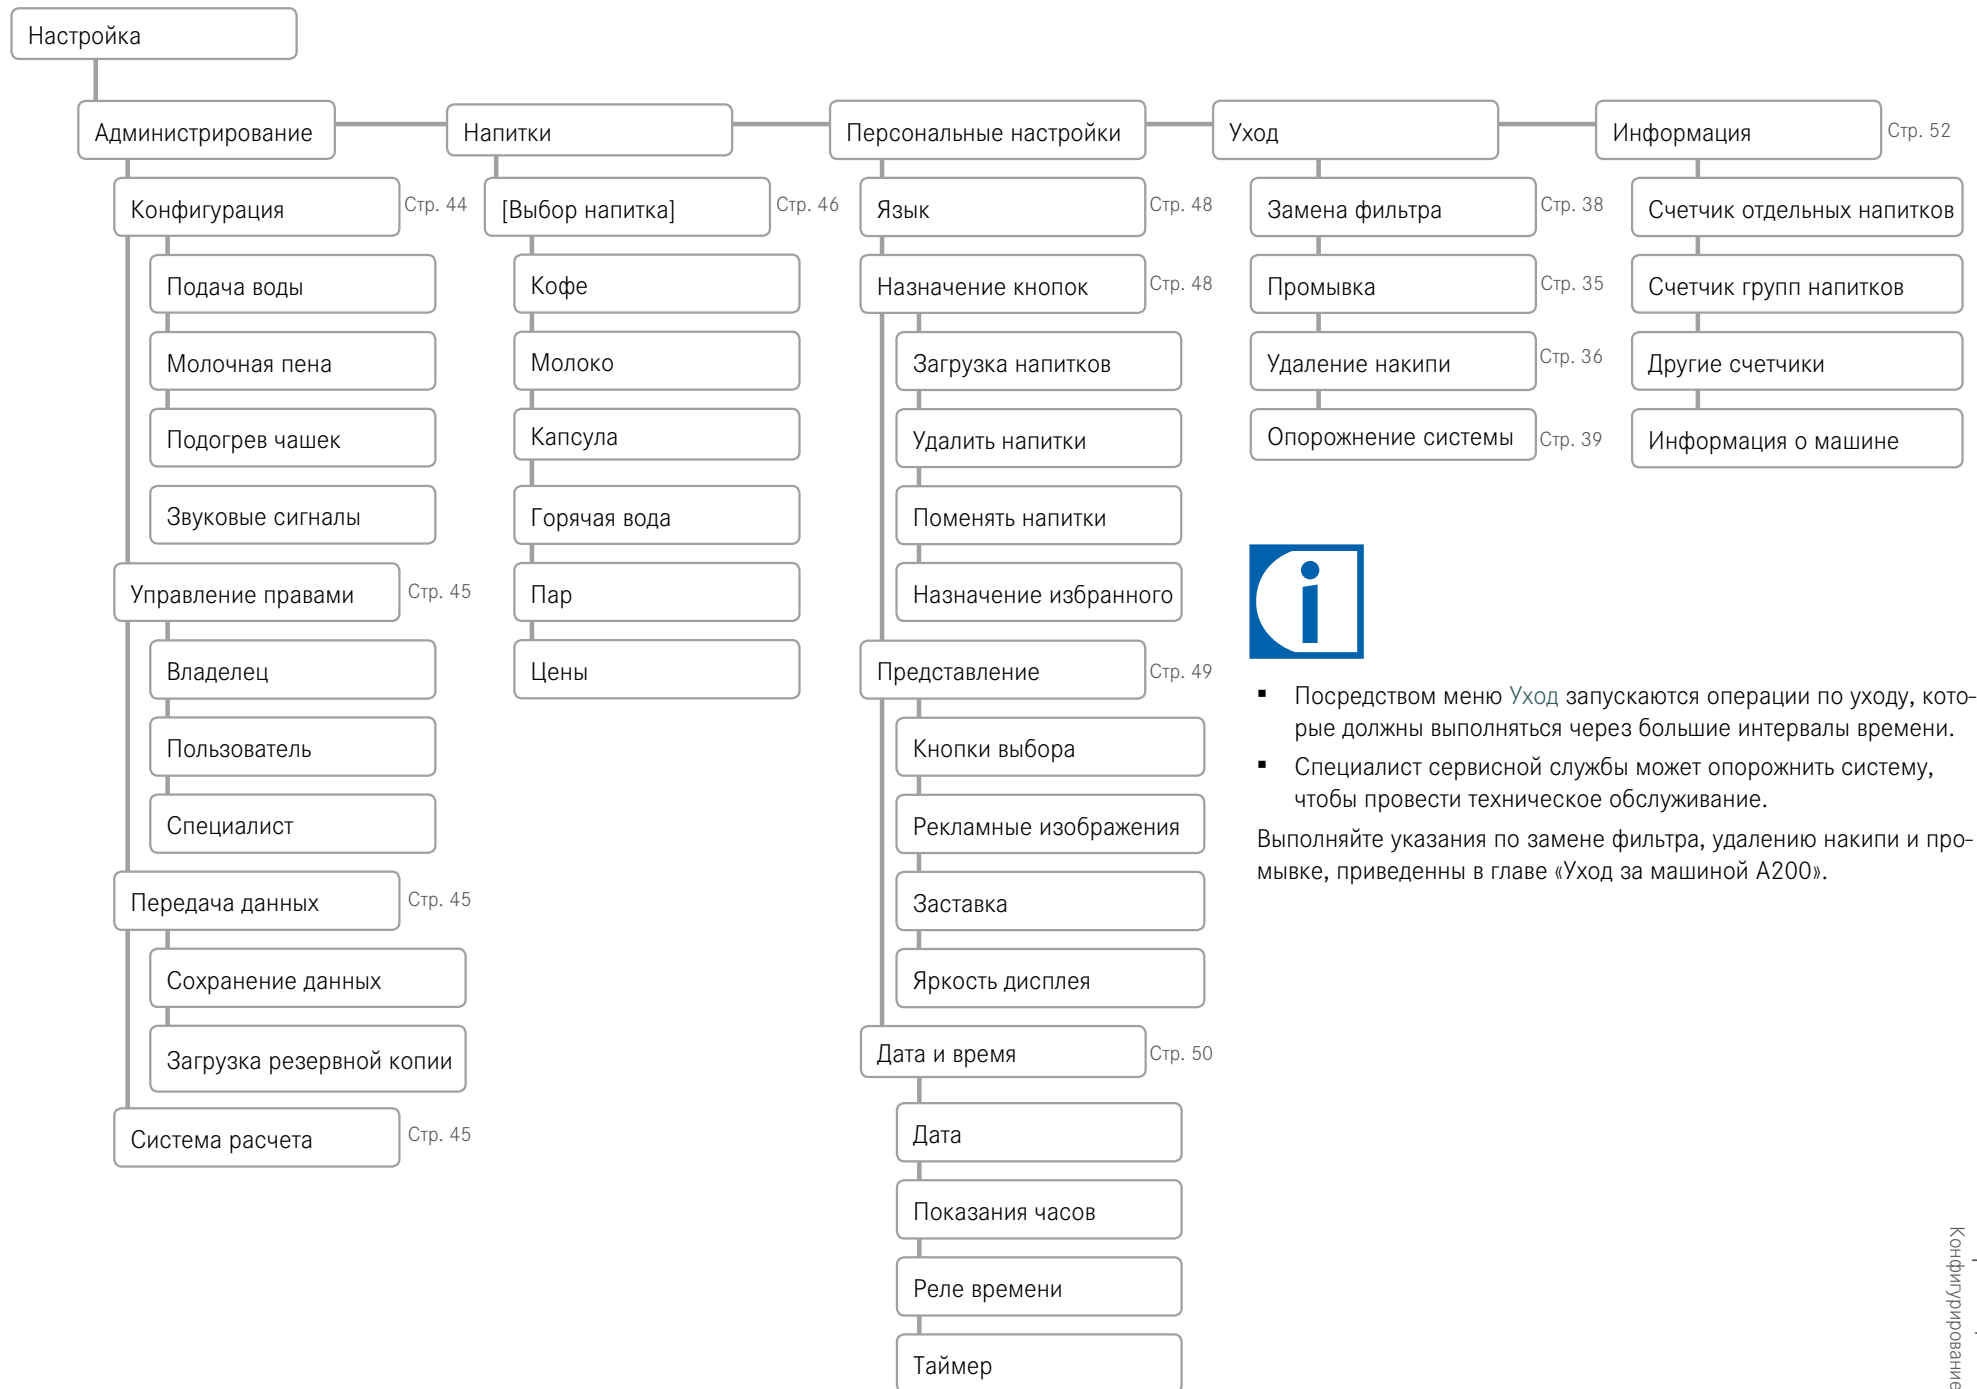 Настройка
Администрирование
Конфигурация
Стр. 44
Подача воды
Молочная пена
Подогрев чашек
Звуковые сигналы
Управление правами
Стр. 45
Владелец
Пользователь
Специалист
Передача данных
Стр. 45
Сохранение данных
Загрузка резервной копии
Система расчета
Стр. 45
Напитки
[Выбор напитка]
Стр. 46
Кофе
Молоко
Капсула
Горячая вода
Пар
Цены
Персональные настройки
Язык
Стр. 48
Назначение кнопок
Стр. 48
Загрузка напитков
Удалить напитки
Поменять напитки
Назначение избранного
Представление
Стр. 49
Кнопки выбора
Рекламные изображения
Заставка
Яркость дисплея
Дата и время
Стр. 50
Дата
Показания часов
Реле времени
Таймер
Уход
Замена фильтра
Стр. 38
Промывка
Стр. 35
Удаление накипи
Стр. 36
Опорожнение системы
Стр. 39
Информация
Стр. 52
Счетчик отдельных напитков
Счетчик групп напитков
Другие счетчики
Информация о машине
i
▪ Посредством меню Уход запускаются операции по уходу, кото-
рые должны выполняться через большие интервалы времени.
▪ Специалист сервисной службы может опорожнить систему,
чтобы провести техническое обслуживание.
Выполняйте указания по замене фильтра, удалению накипи и про-
мывке, приведенны в главе «Уход за машиной A200».
Конфигурирование